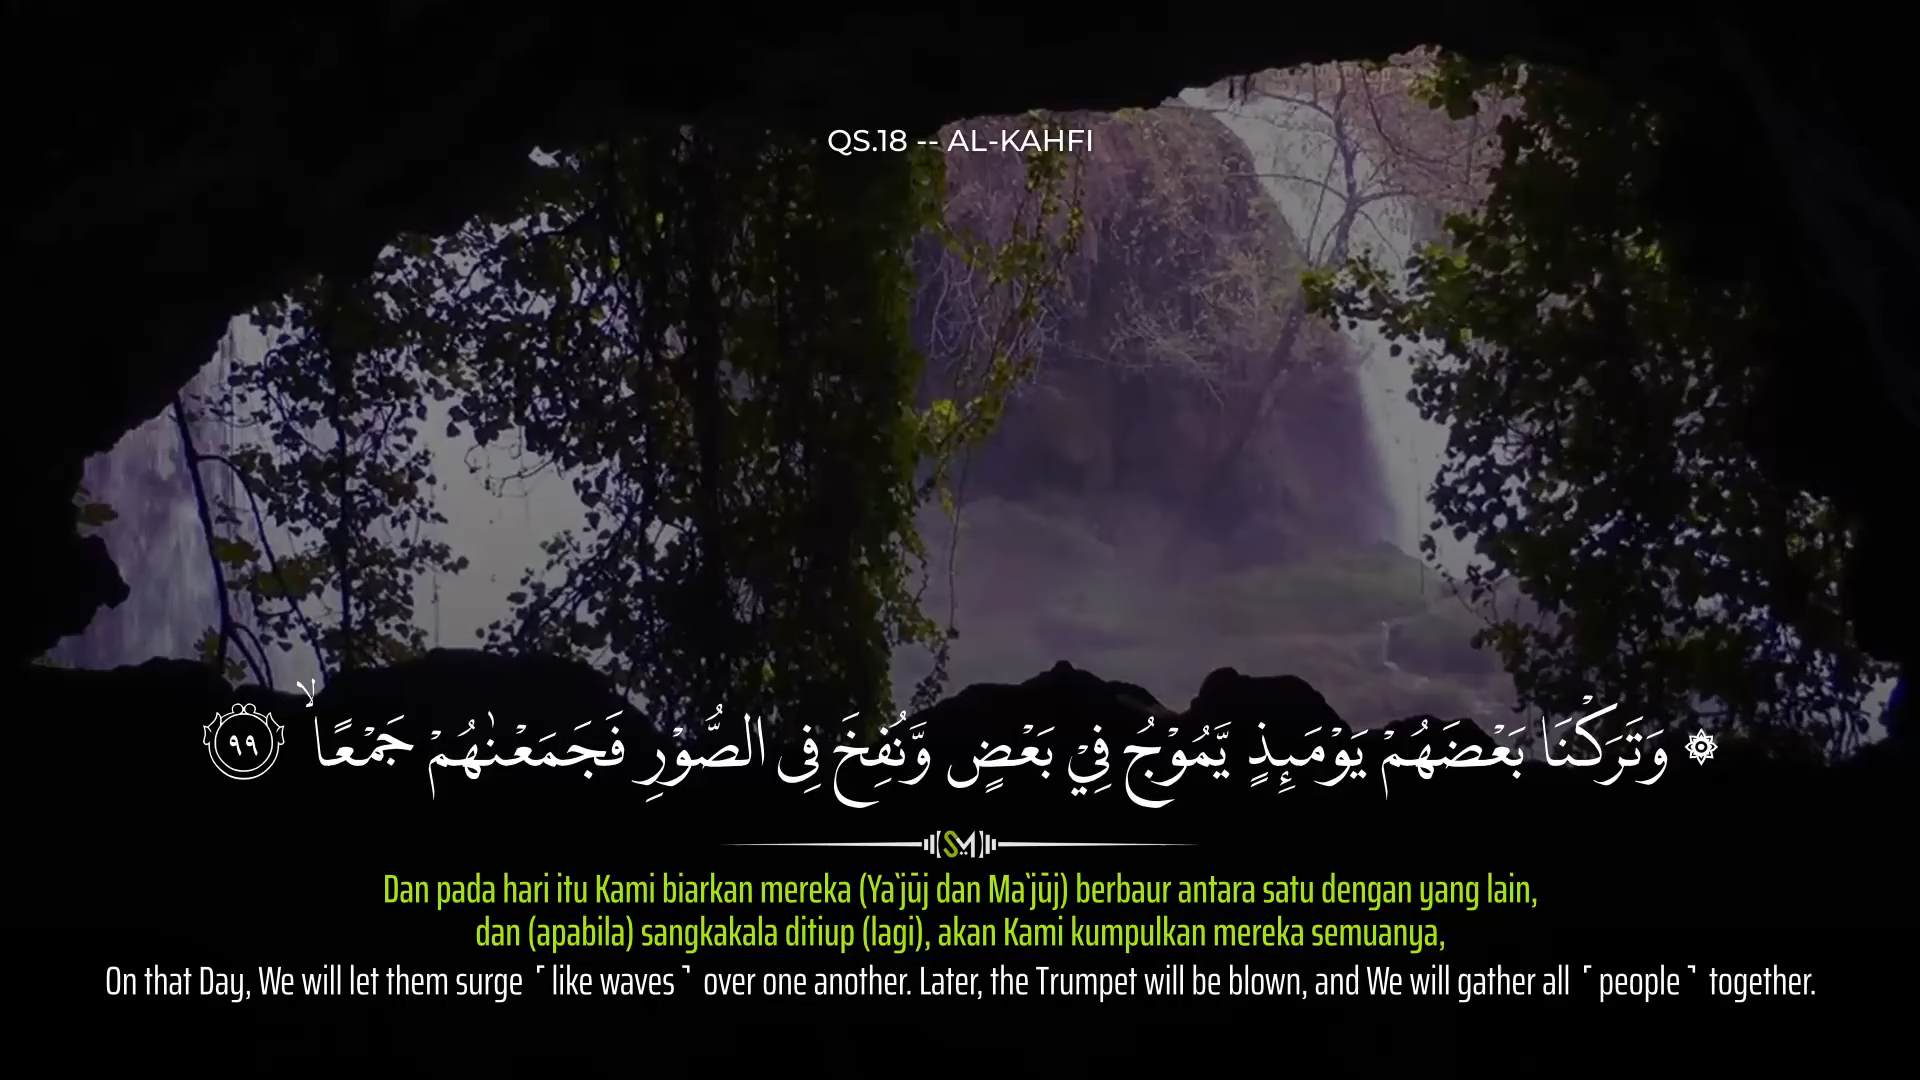 QS.18 -- AL-KAHFI
۞ وَتَرَكْنَا بَعْضَهُمْ يَوْمَىِٕذٍ يَّمُوْجُ فِيْ بَعْضٍ وَّنُفِخَ فِى الصُّوْرِ فَجَمَعْنٰهُمْ جَمْعًاۙ ٩٩
SM
Dan pada hari itu Kami biarkan mereka (Ya`jūj dan Ma`jūj) berbaur antara satu dengan yang lain,
dan (apabila) sangkakala ditiup (lagi), akan Kami kumpulkan mereka semuanya,
On that Day, We will let them surge ˹like waves˺ over one another. Later, the Trumpet will be blown, and We will gather all ˹people˺ together.